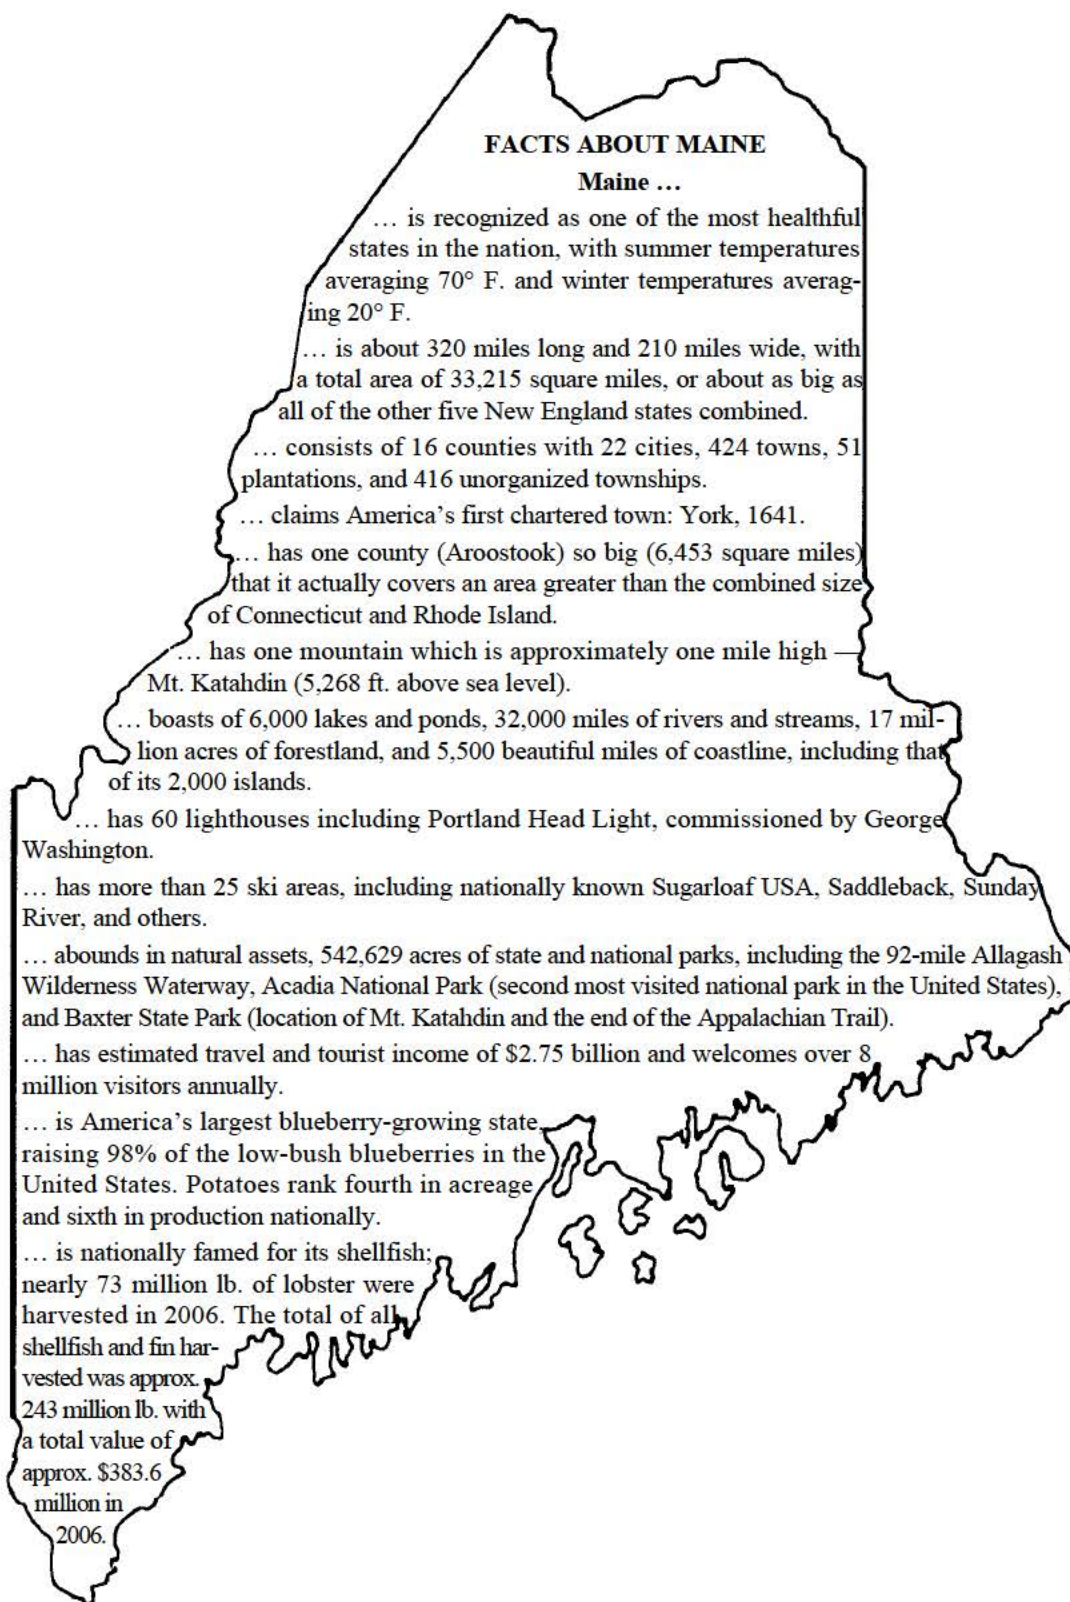 FACTS ABOUT MAINE
Maine …
… is recognized as one of the most healthful
states in the nation, with summer temperatures
averaging 70° F. and winter temperatures averag-
ing 20° F.
… is about 320 miles long and 210 miles wide, with
a total area of 33,215 square miles, or about as big as
all of the other five New England states combined.
… consists of 16 counties with 22 cities, 424 towns, 51
plantations, and 416 unorganized townships.
… claims America’s first chartered town: York, 1641.
… has one county (Aroostook) so big (6,453 square miles)
that it actually covers an area greater than the combined size
of Connecticut and Rhode Island.
… has one mountain which is approximately one mile high —
Mt. Katahdin (5,268 ft. above sea level).
… boasts of 6,000 lakes and ponds, 32,000 miles of rivers and streams, 17 mil-
lion acres of forestland, and 5,500 beautiful miles of coastline, including that
of its 2,000 islands.
… has 60 lighthouses including Portland Head Light, commissioned by George
Washington.
… has more than 25 ski areas, including nationally known Sugarloaf USA, Saddleback, Sunday
River, and others.
… abounds in natural assets, 542,629 acres of state and national parks, including the 92-mile Allagash
Wilderness Waterway, Acadia National Park (second most visited national park in the United States),
and Baxter State Park (location of Mt. Katahdin and the end of the Appalachian Trail).
… has estimated travel and tourist income of $2.75 billion and welcomes over 8
million visitors annually.
… is America’s largest blueberry-growing state,
raising 98% of the low-bush blueberries in the
United States. Potatoes rank fourth in acreage
and sixth in production nationally.
… is nationally famed for its shellfish;
nearly 73 million lb. of lobster were
harvested in 2006. The total of all
shellfish and fin har-
vested was approx.
243 million lb. with
a total value of
approx. $383.6
million in
2006.